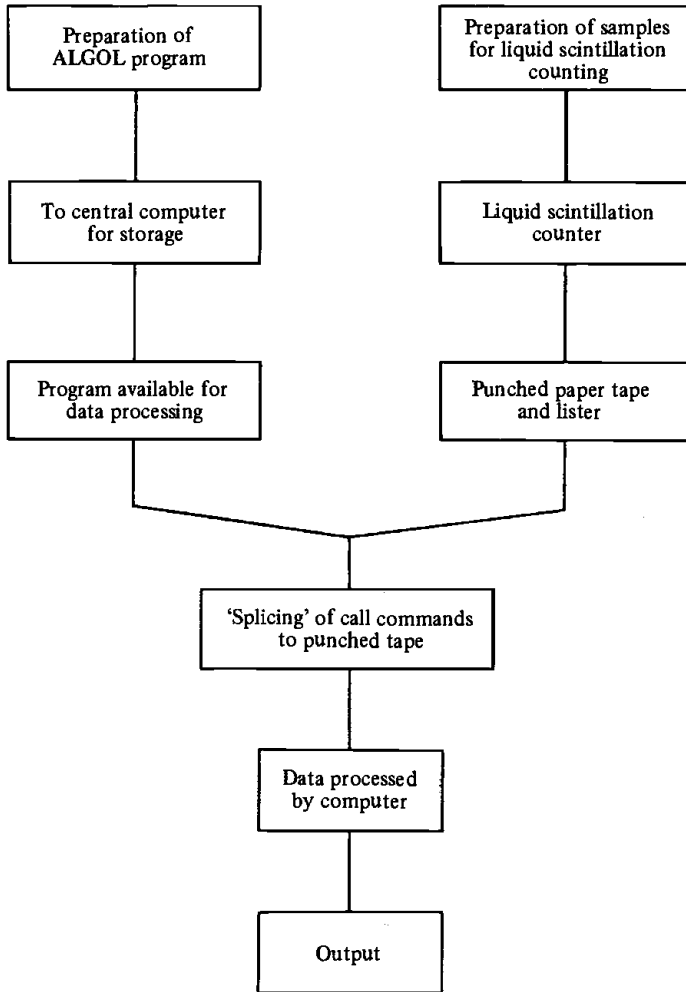 Preparation of
ALGOL program
Preparation of samples
for liquid scintillation
counting
To central computer
for storage
Liquid scintillation
counter
Program available for
data processing
Punched paper tape
and lister
‘Splicing’ of call commands
to punched tape
Data processed
by computer
Output